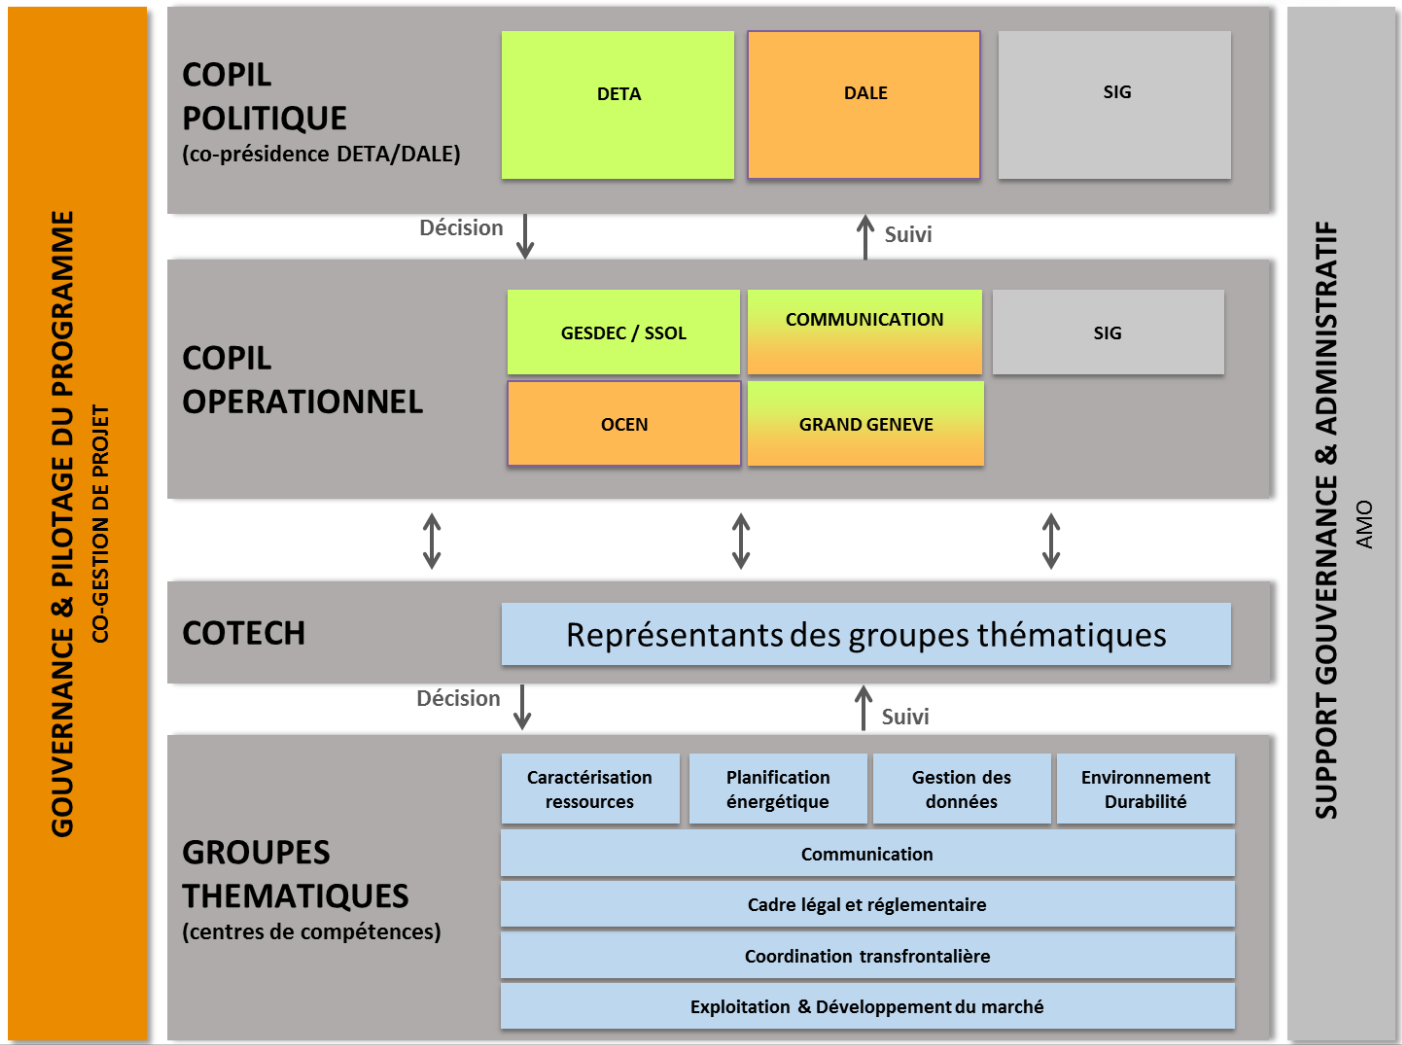 GOUVERNANCE & PILOTAGE DU PROGRAMME
CO-GESTION DE PROJET
COPIL
POLITIQUE
(co-présidence DETA/DALE)
DETA
DALE
SIG
Décision
Suivi
COPIL
OPERATIONNEL
GESDEC / SSOL
COMMUNICATION
SIG
OCEN
GRAND GENEVE
COTECH
Représentants des groupes thématiques
Décision
Suivi
GROUPES
THEMATIQUES
(centres de compétences)
Caractérisation
ressources
Planification
énergétique
Gestion des
données
Environnement
Durabilité
Communication
Cadre légal et réglementaire
Coordination transfrontalière
Exploitation & Développement du marché
SUPPORT GOUVERNANCE & ADMINISTRATIF
AMO